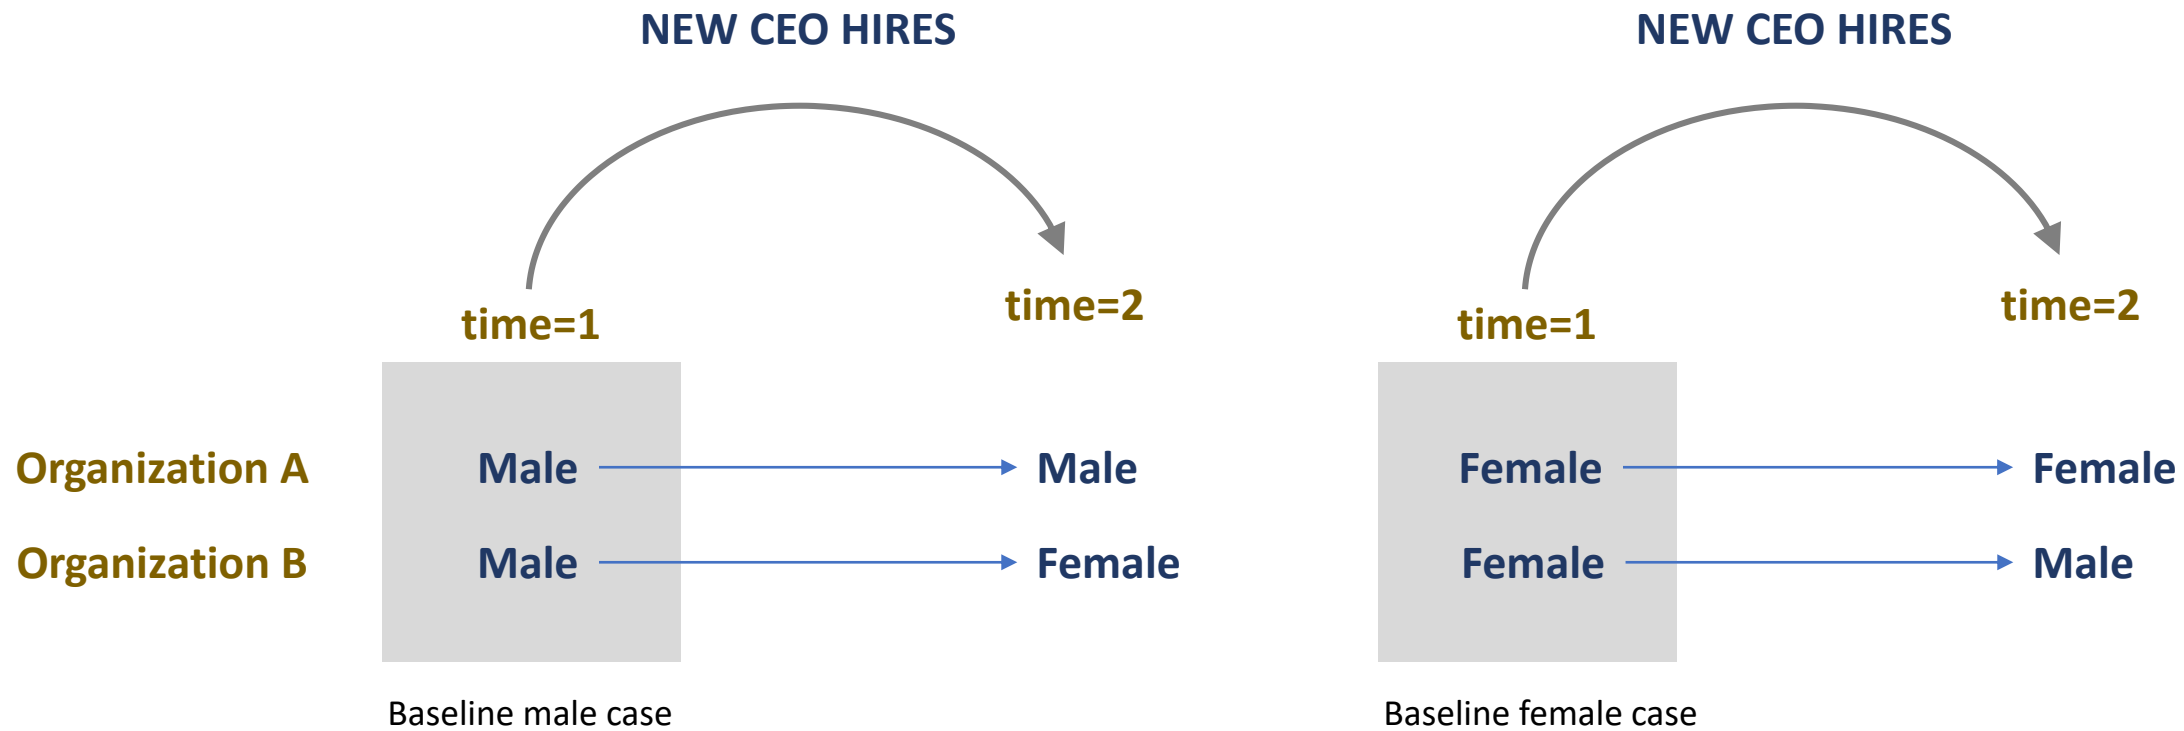 NEW CEO HIRES
NEW CEO HIRES
time=1
time=2
time=1
time=2
Organization A
Male
Male
Female
Female
Organization B
Male
Female
Female
Male
Baseline male case
Baseline female case